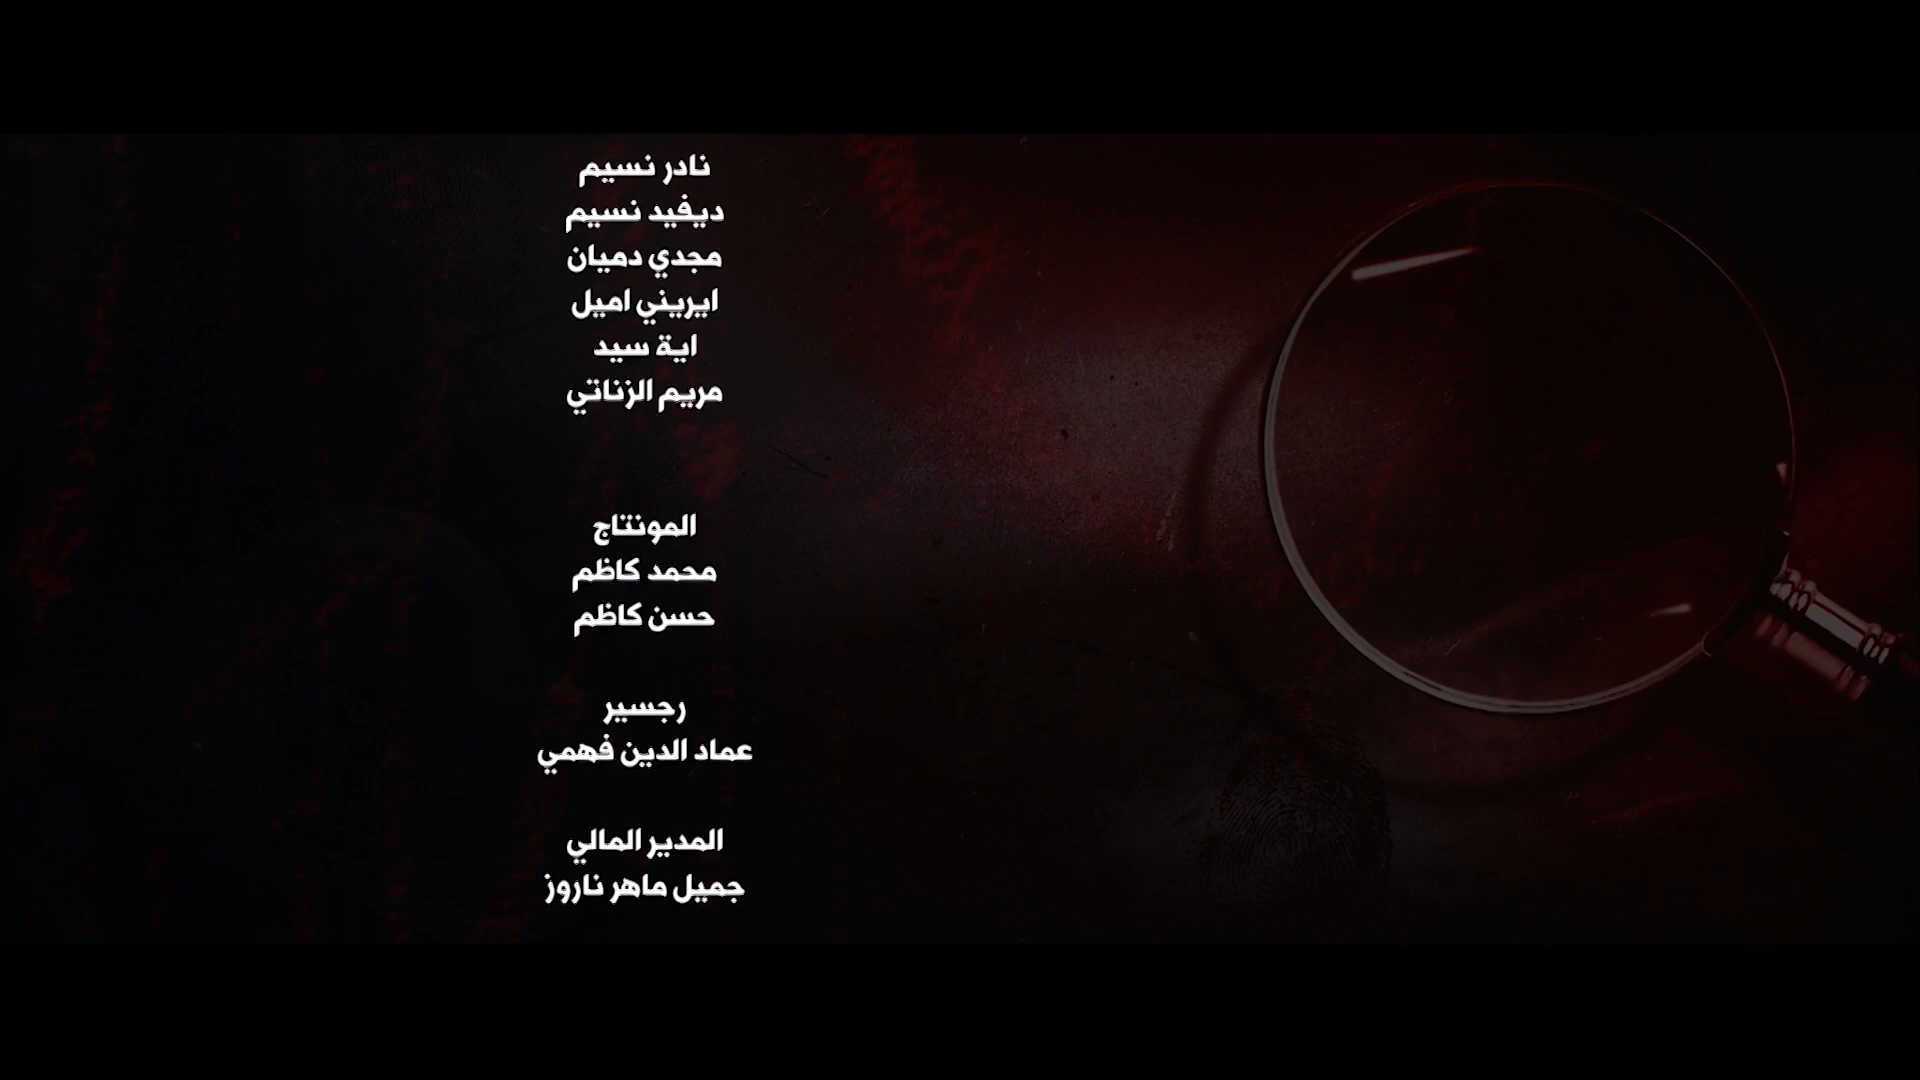 نادر نسيم
ديفيد نسيم
مجدي دميان
ايريني اميل
اية سيد
مريم الزناتي
المونتاج
محمد كاظم
حسن كاظم
رجسير
عماد الدين فهمي
المدير المالي
جميل ماهر ناروز